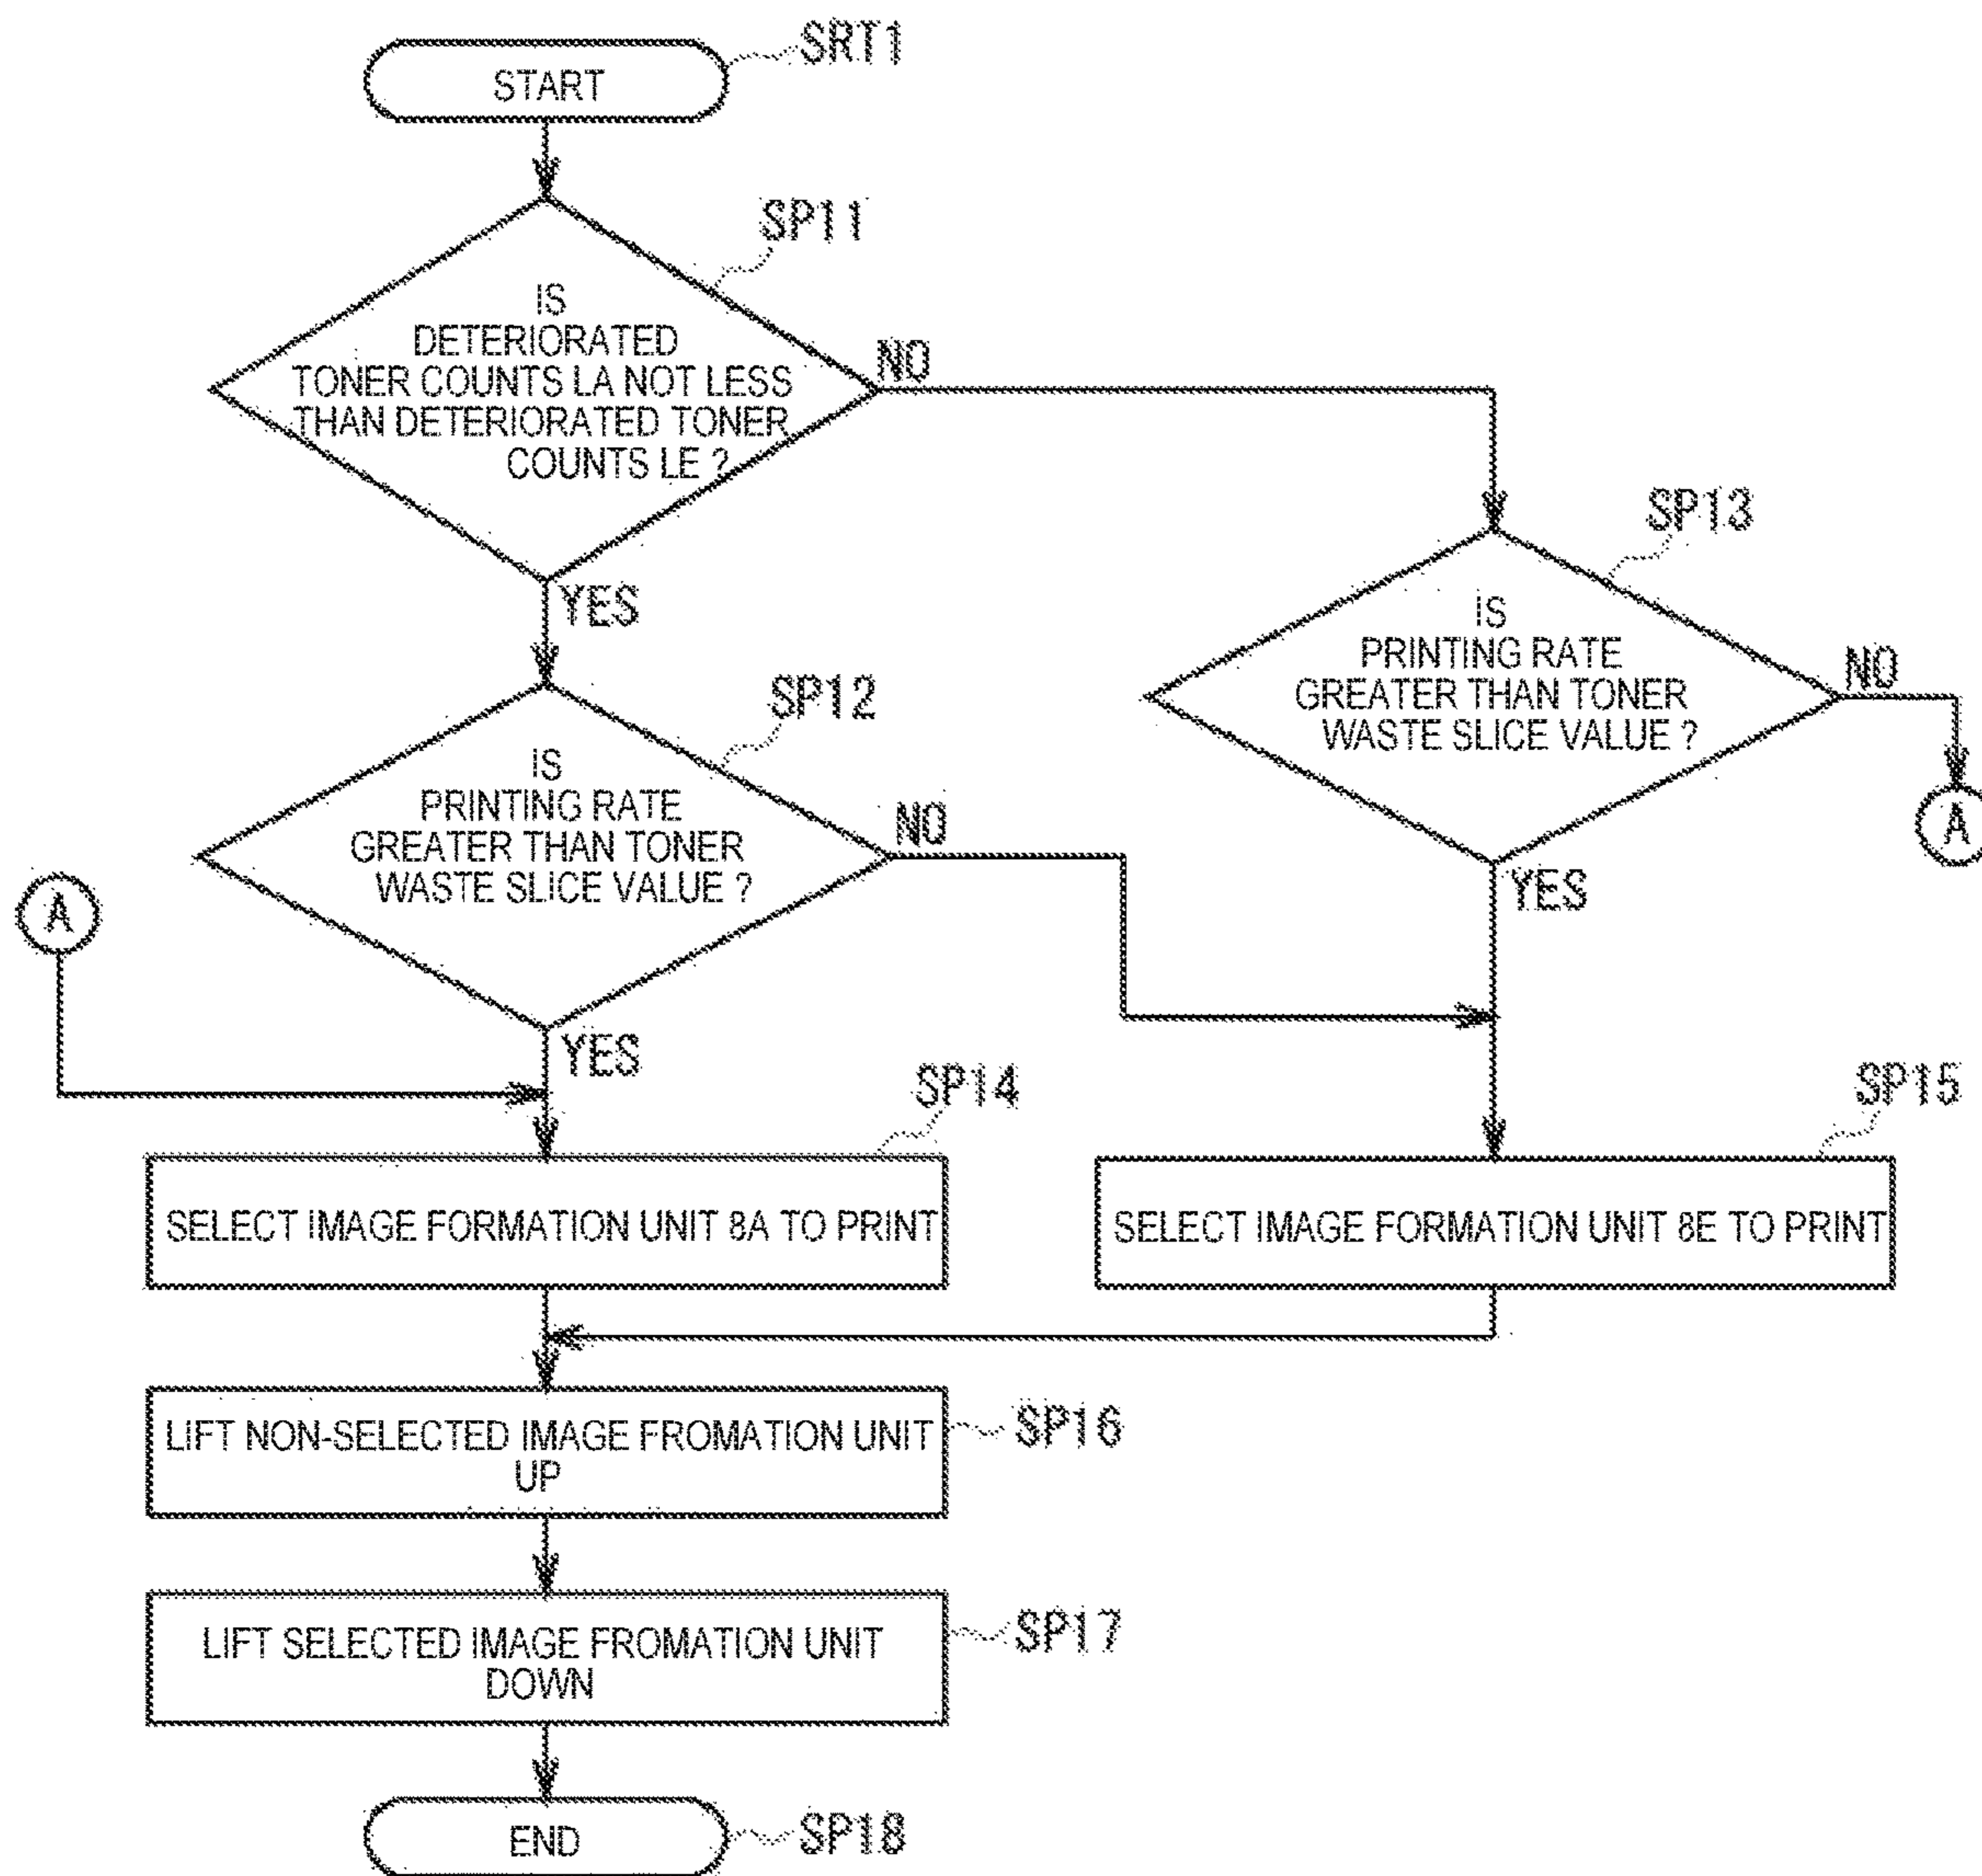 SRT1
START
SP11
IS
DETERIORATED
TONER COUNTS LA NOT LESS
THAN DETERIORATED TONER
COUNTS LE ?
NO
YES
SP13
IS
PRINTING RATE
GREATER THAN TONER
WASTE SLICE VALUE ?
NO
A
YES
SP12
IS
PRINTING RATE
GREATER THAN TONER
WASTE SLICE VALUE ?
NO
YES
A
SP14
SELECT IMAGE FORMATION UNIT 8A TO PRINT
SP15
SELECT IMAGE FORMATION UNIT 8E TO PRINT
LIFT NON-SELECTED IMAGE FROMATION UNIT
UP
SP16
LIFT SELECTED IMAGE FROMATION UNIT
DOWN
SP17
END
SP18